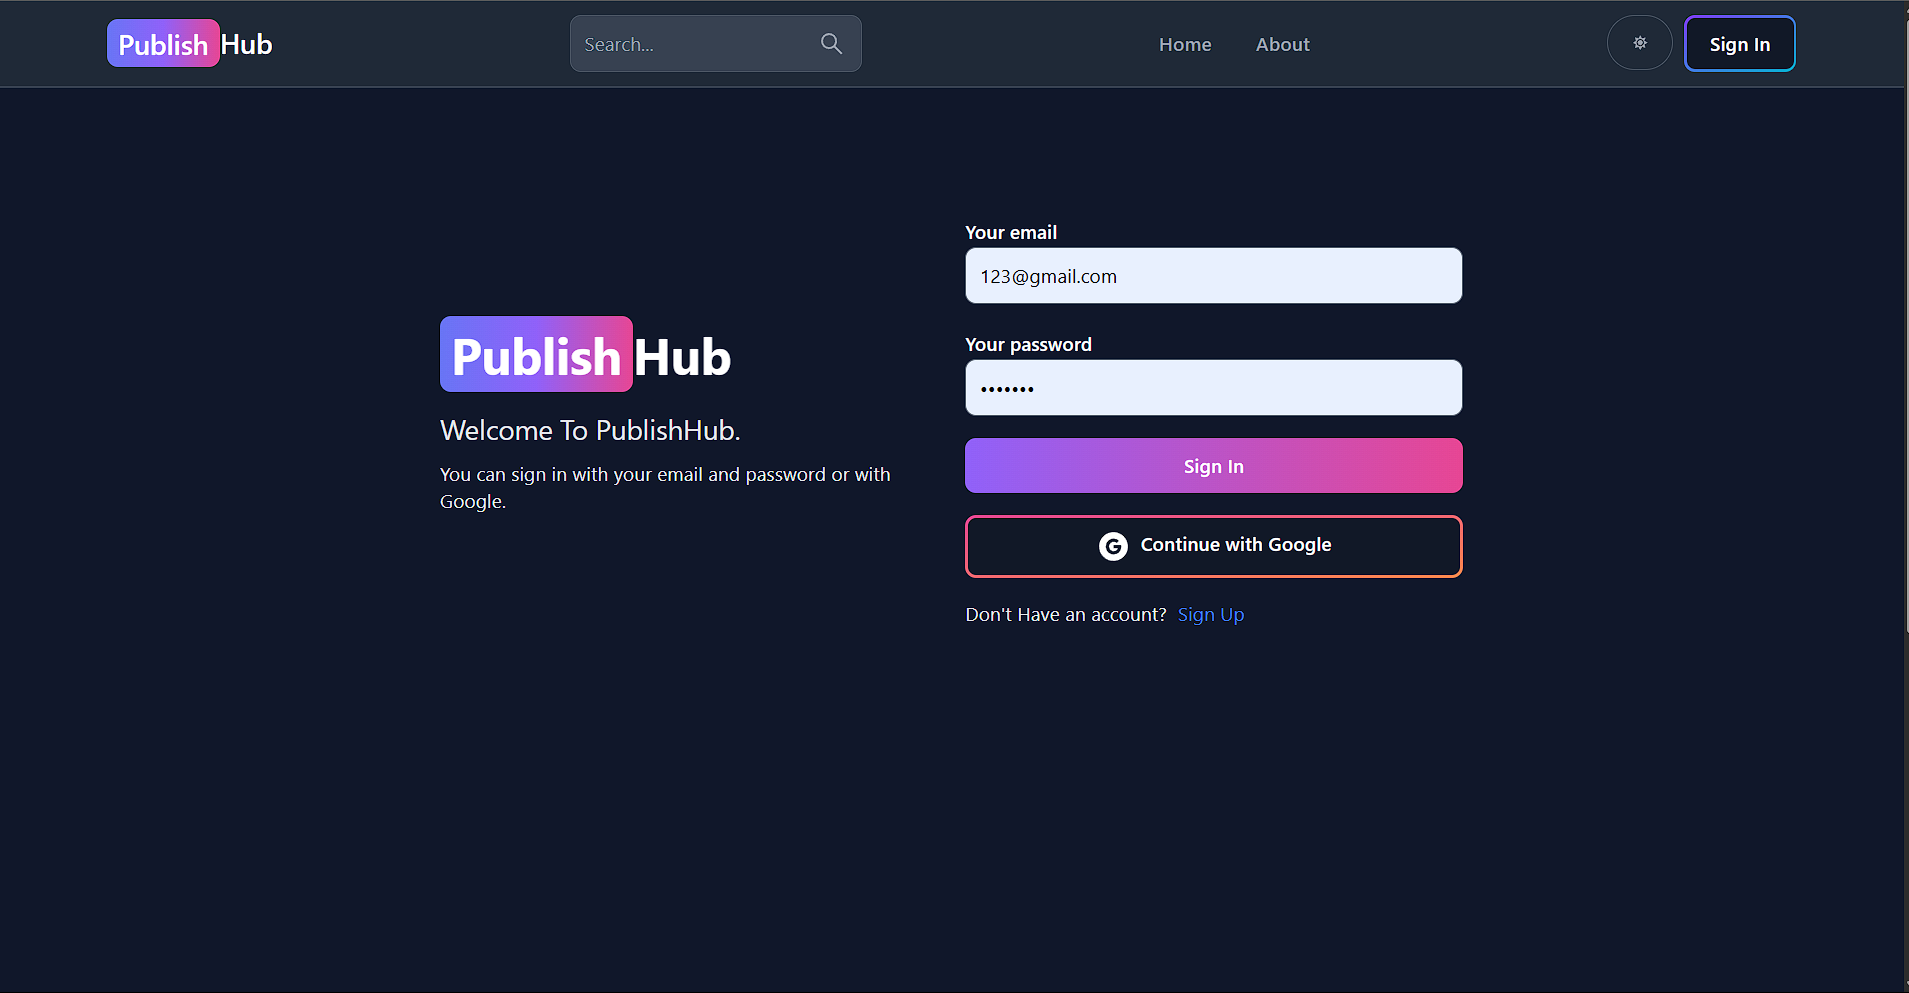 Publish Hub
Search...
Home
About
Sign In
Your email
123@gmail.com
Your password
•••••••
Publish Hub
Welcome To PublishHub.
You can sign in with your email and password or with
Google.
Sign In
G Continue with Google
Don't Have an account? Sign Up